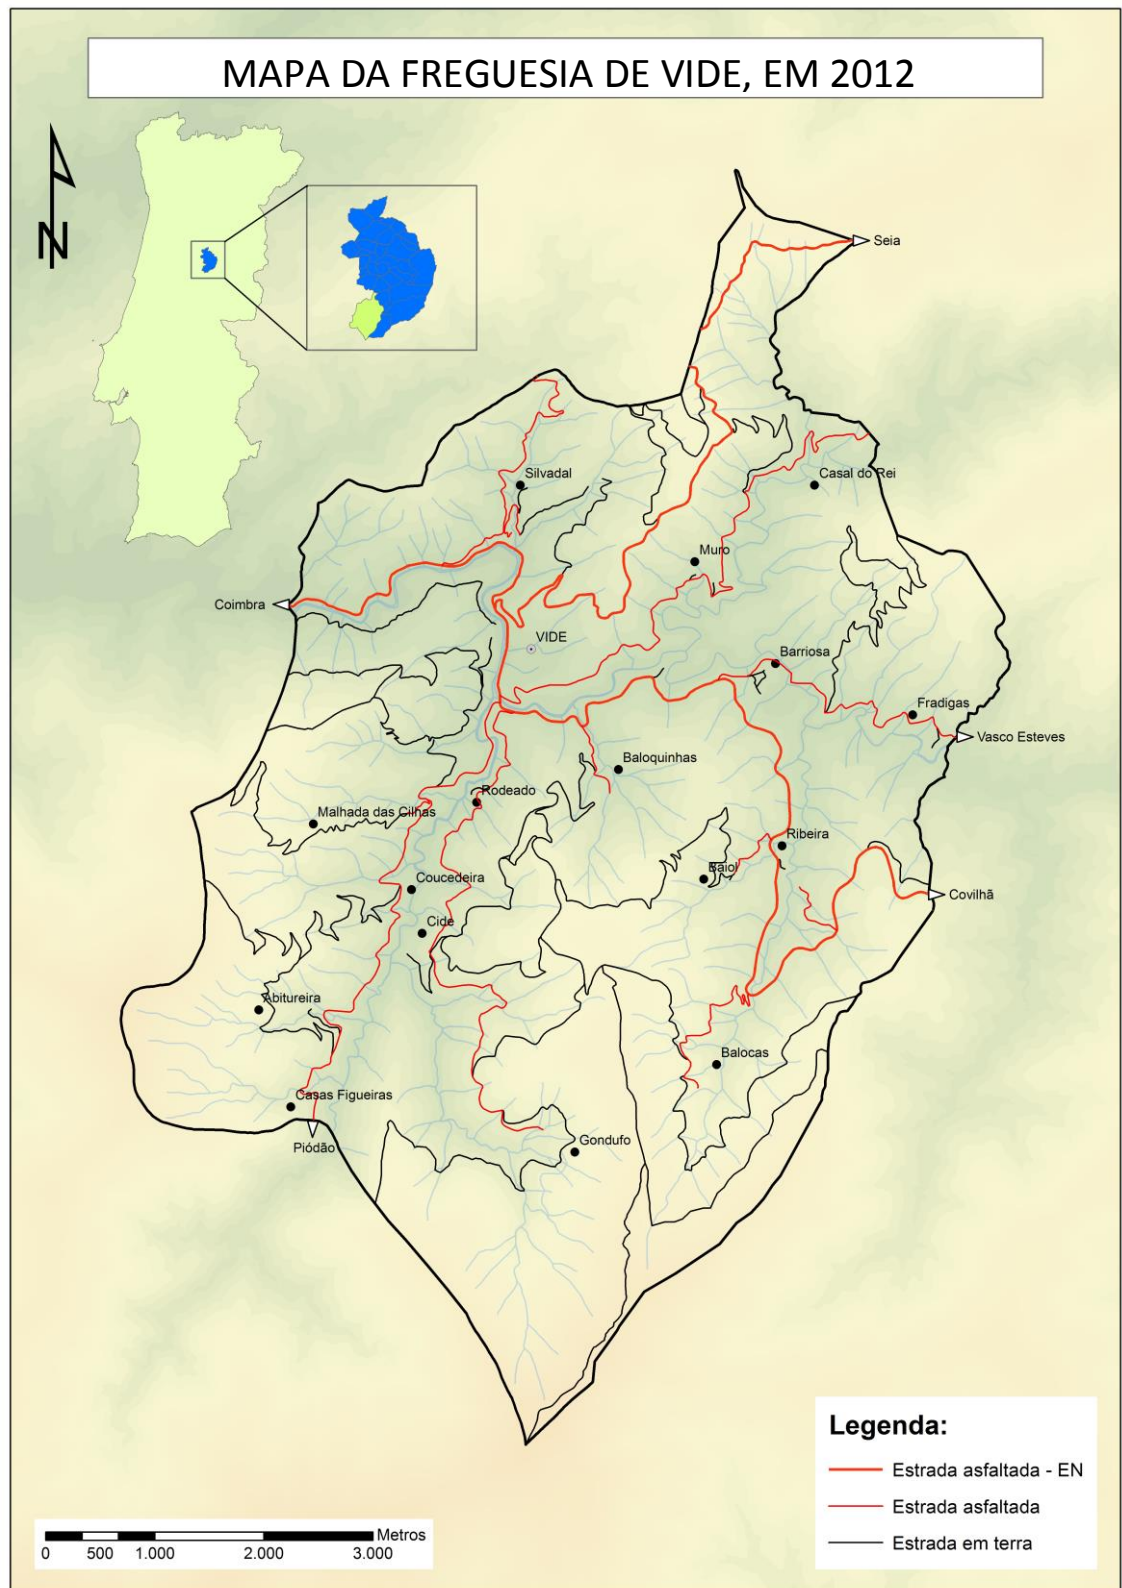 MAPA DA FREGUESIA DE VIDE, EM 2012
N
Seia
Silvadal
Casal do Rei
Muro
Coimbra
VIDE
Barriosa
Fradigas
Vasco Esteves
Baloquinhas
Rodeado
Malhada das Cilhas
Ribeira
Baiol
Coucedeira
Covilhã
Cide
Abitureira
Balocas
Casas Figueiras
Piódão
Gondufo
Legenda:
Estrada asfaltada - EN
Estrada asfaltada
Estrada em terra
Metros
0 500 1.000 2.000 3.000